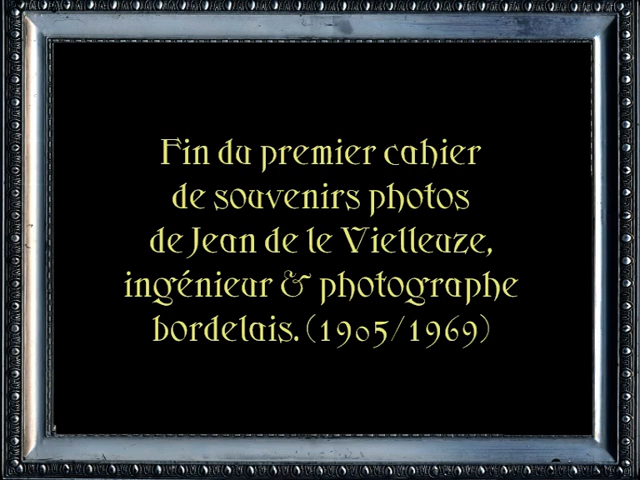 Fin du premier cahier
de souvenirs photos
de Jean de le Vielleuze,
ingénieur & photographe
bordelais. (1905/1969)